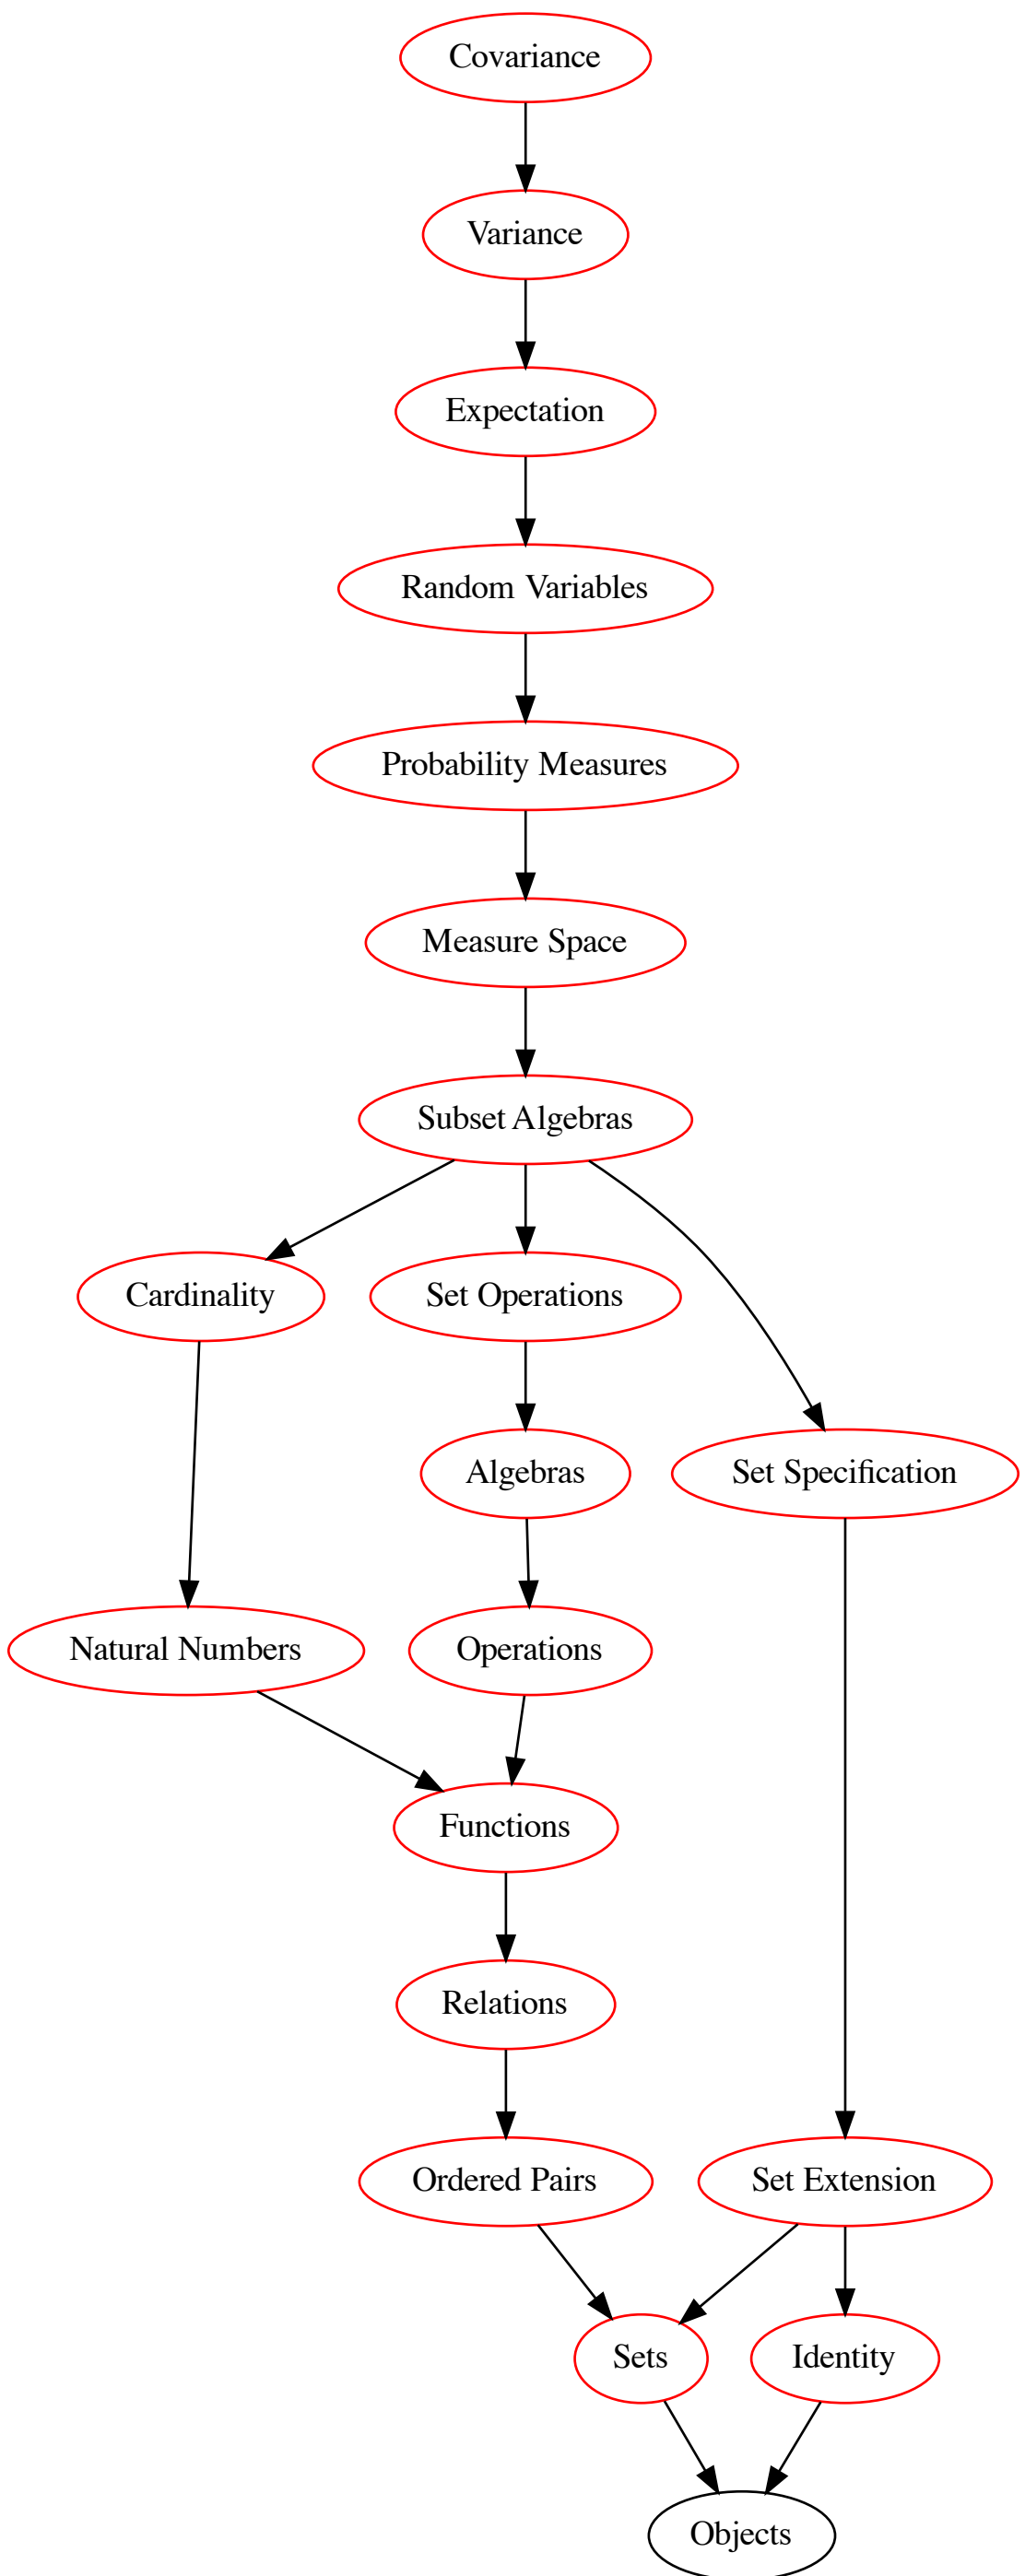 Covariance
Variance
Expectation
Random Variables
Probability Measures
Measure Space
Subset Algebras
Cardinality
Set Operations
Algebras
Set Specification
Natural Numbers
Operations
Functions
Relations
Ordered Pairs
Set Extension
Sets
Identity
Objects